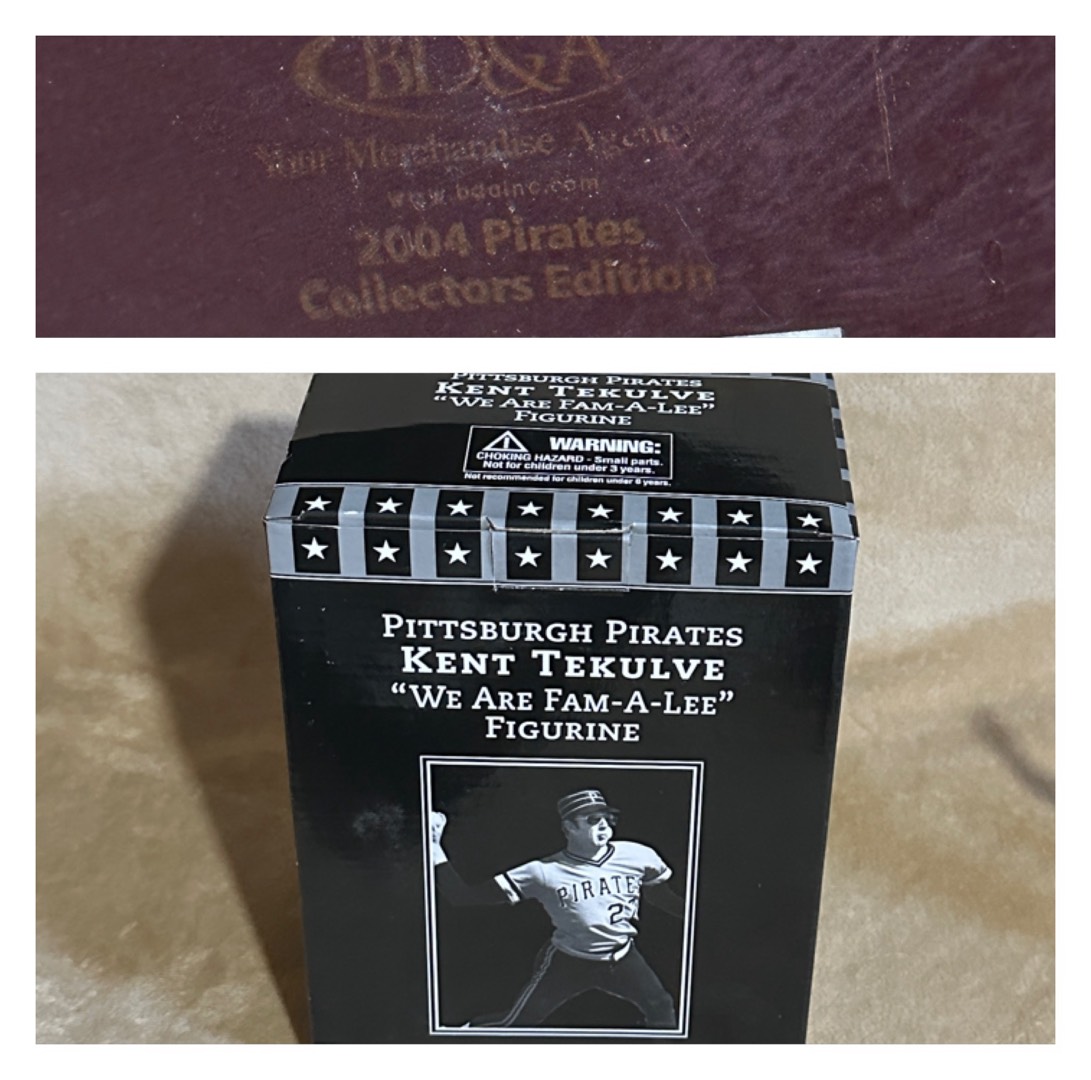 BD&A
Your Merchandise Agency
www.bdainc.com
2004 Pirates
Collectors Edition
PITTSBURGH PIRATES
KENT TEKULVE
“WE ARE FAM-A-LEE”
FIGURINE
WARNING:
CHOKING HAZARD - Small parts.
Not for children under 3 years.
Not recommended for children under 6 years.
PITTSBURGH PIRATES
KENT TEKULVE
“WE ARE FAM-A-LEE”
FIGURINE
P
PIRATES
27